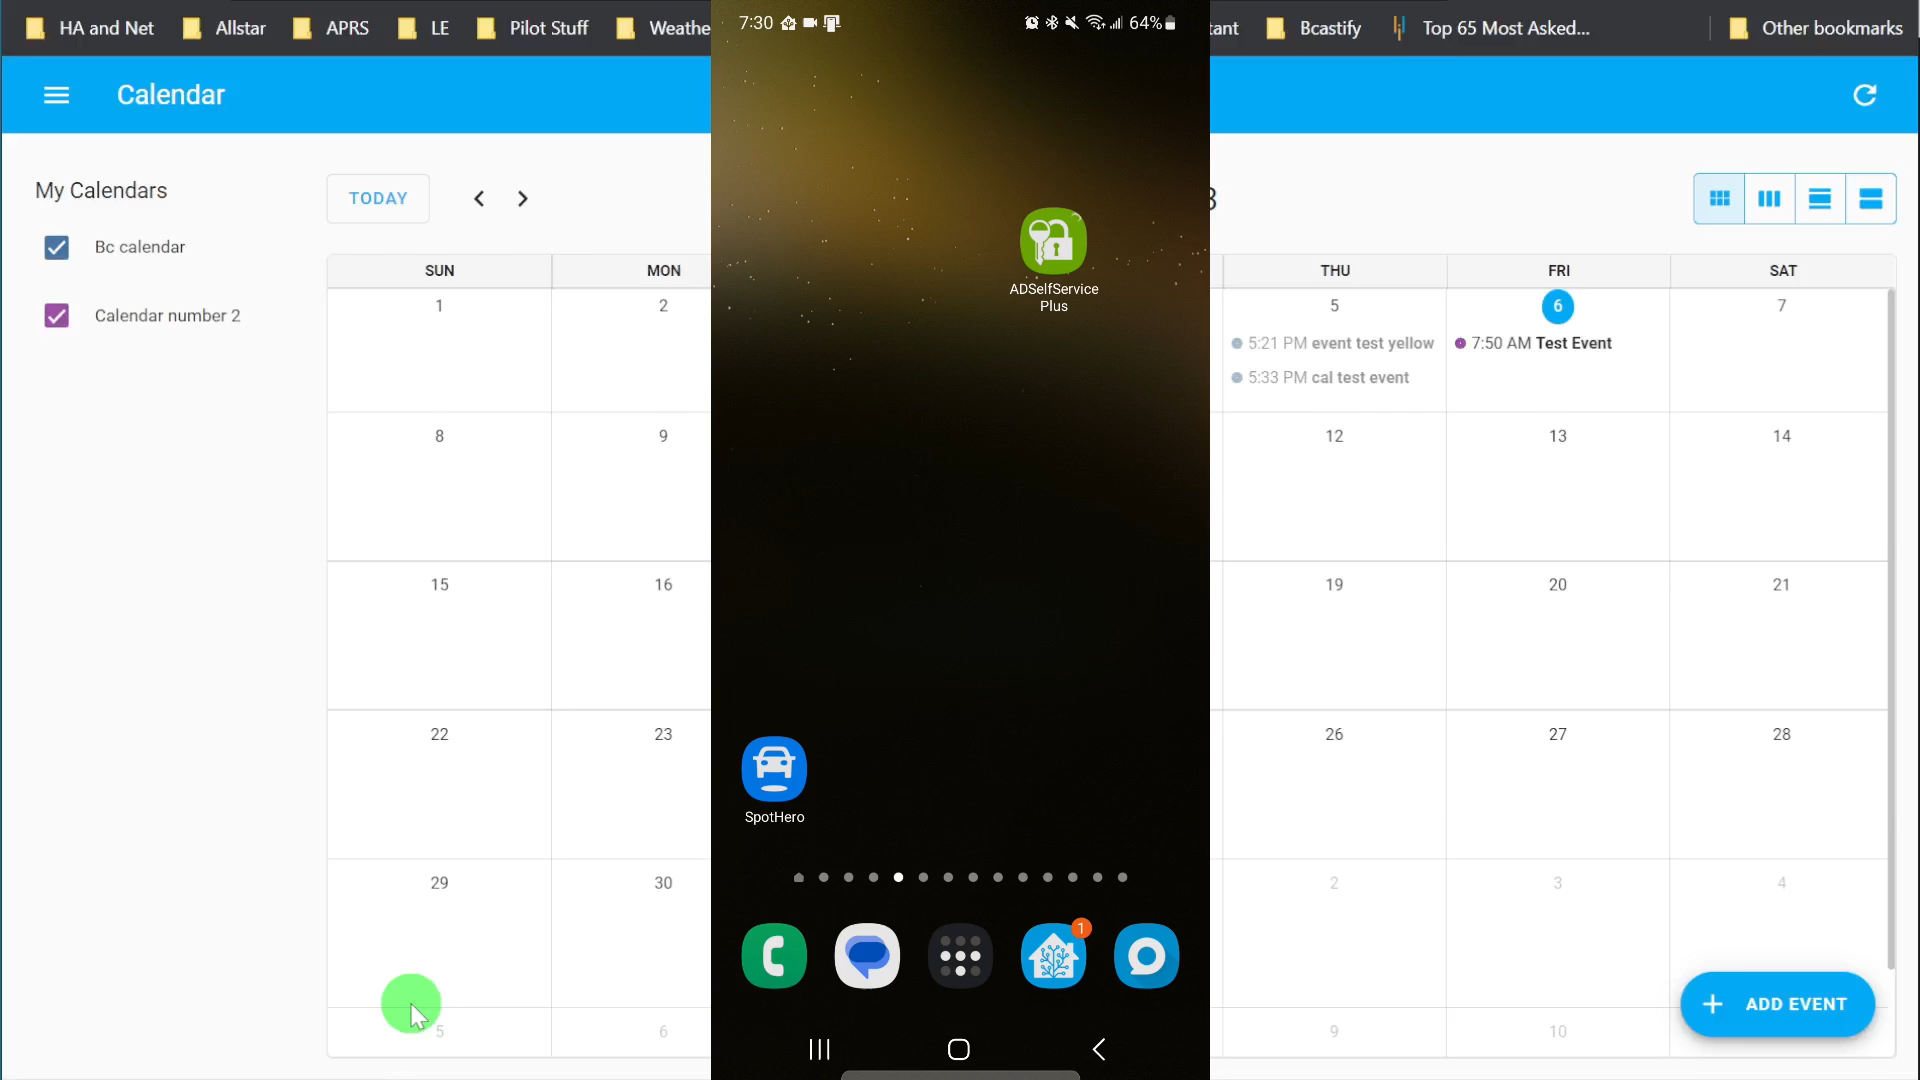 HA and Net Allstar APRS LE Pilot Stuff Weathe
7:30 64%
tant Bcastify Top 65 Most Asked... Other bookmarks
Calendar
My Calendars
Bc calendar
Calendar number 2
TODAY
3
SUN MON THU FRI SAT
1 2 5 6 7
5:21 PM event test yellow
7:50 AM Test Event
5:33 PM cal test event
8 9 12 13 14
15 16 19 20 21
22 23 26 27 28
29 30 2 3 4
5 6 9 10
ADSelfService
Plus
SpotHero
1
+ ADD EVENT